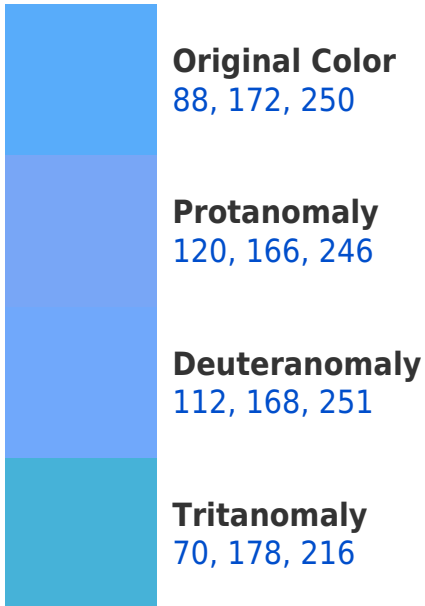 Original Color
88, 172, 250
Protanomaly
120, 166, 246
Deuteranomaly
112, 168, 251
Tritanomaly
70, 178, 216